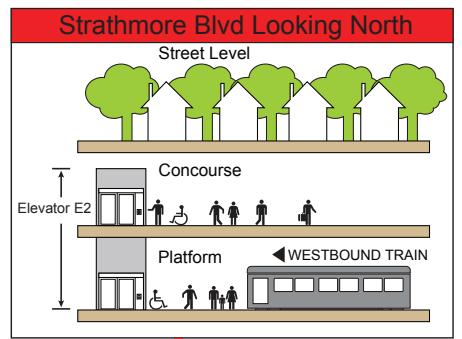 Strathmore Blvd Looking North
Street Level
Concourse
Elevator E2
Platform
WESTBOUND TRAIN